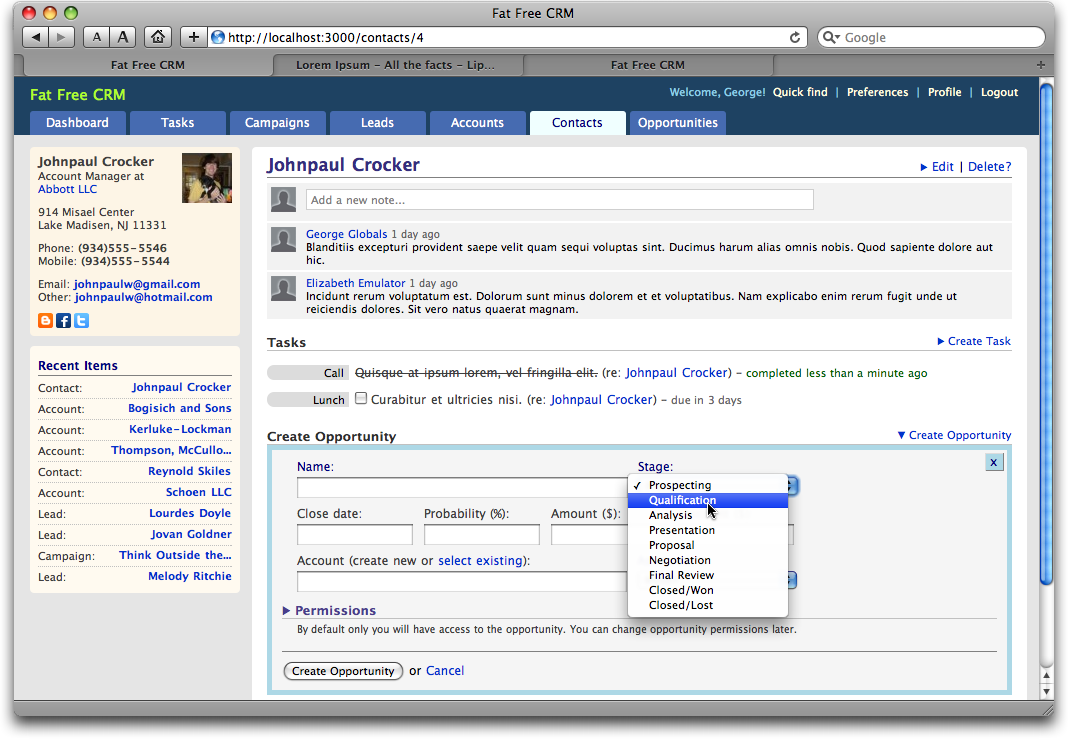 Fat Free CRM
A A + http://localhost:3000/contacts/4 Google
Fat Free CRM Lorem Ipsum – All the facts – Lip... Fat Free CRM +
Fat Free CRM
Welcome, George! Quick find | Preferences | Profile | Logout
Dashboard Tasks Campaigns Leads Accounts Contacts Opportunities
Johnpaul Crocker
Account Manager at
Abbott LLC
914 Misael Center
Lake Madisen, NJ 11331
Phone: (934)555-5546
Mobile: (934)555-5544
Email: johnpaulw@gmail.com
Other: johnpaulw@hotmail.com
Recent Items
Contact: Johnpaul Crocker
Account: Bogisich and Sons
Account: Kerluke-Lockman
Account: Thompson, McCullo...
Contact: Reynold Skiles
Account: Schoen LLC
Lead: Lourdes Doyle
Lead: Jovan Goldner
Campaign: Think Outside the...
Lead: Melody Ritchie
Johnpaul Crocker
Edit | Delete?
Add a new note...
George Globals 1 day ago
Blanditiis excepturi provident saepe velit quam sequi voluptas sint. Ducimus harum alias omnis nobis. Quod sapiente dolore aut
hic.
Elizabeth Emulator 1 day ago
Incidunt rerum voluptatum est. Dolorum sunt minus dolorem et et voluptatibus. Nam explicabo enim rerum fugit unde ut
reiciendis dolores. Sit vero natus quaerat magnam.
Tasks
Create Task
Call Quisque at ipsum lorem, vel fringilla elit. (re: Johnpaul Crocker) – completed less than a minute ago
Lunch Curabitur et ultricies nisi. (re: Johnpaul Crocker) – due in 3 days
Create Opportunity
Create Opportunity
X
Name: Stage:
✓ Prospecting
Qualification
Analysis
Presentation
Proposal
Negotiation
Final Review
Closed/Won
Closed/Lost
Close date: Probability (%): Amount ($):
Account (create new or select existing):
Permissions
By default only you will have access to the opportunity. You can change opportunity permissions later.
Create Opportunity or Cancel